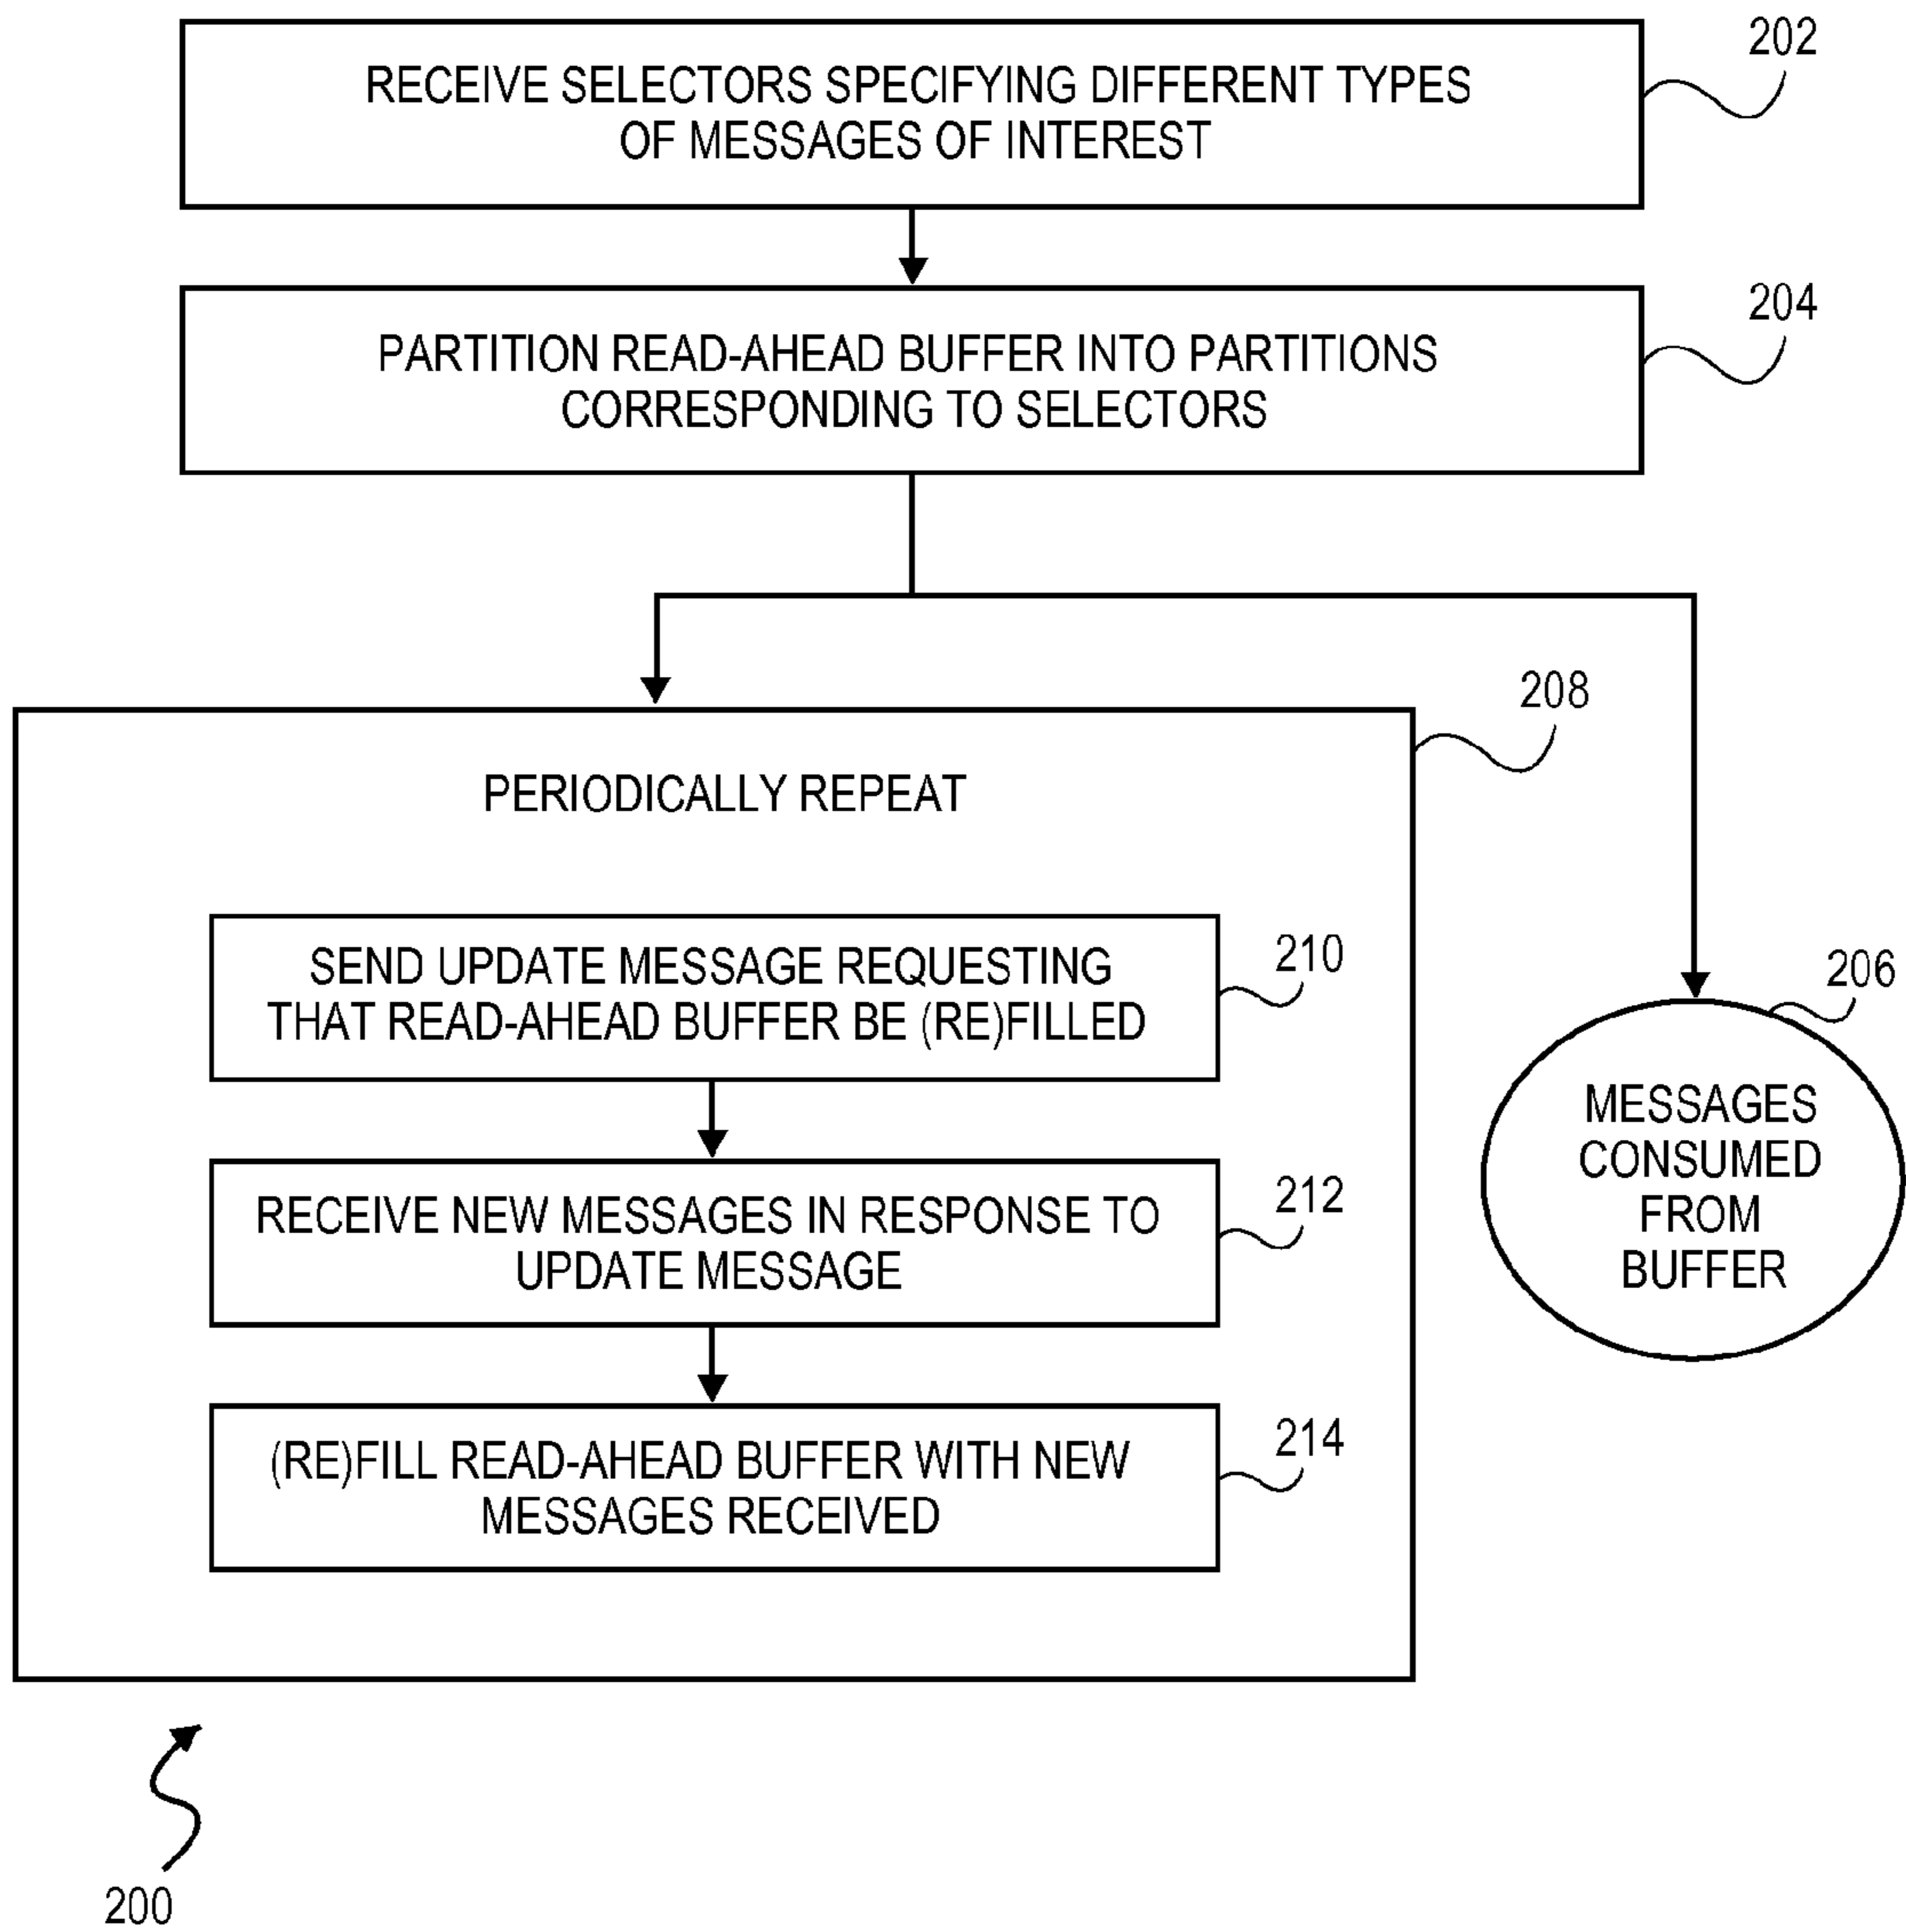 202
RECEIVE SELECTORS SPECIFYING DIFFERENT TYPES
OF MESSAGES OF INTEREST
204
PARTITION READ-AHEAD BUFFER INTO PARTITIONS
CORRESPONDING TO SELECTORS
208
PERIODICALLY REPEAT
210
SEND UPDATE MESSAGE REQUESTING
THAT READ-AHEAD BUFFER BE (RE)FILLED
212
RECEIVE NEW MESSAGES IN RESPONSE TO
UPDATE MESSAGE
214
(RE)FILL READ-AHEAD BUFFER WITH NEW
MESSAGES RECEIVED
206
MESSAGES
CONSUMED
FROM
BUFFER
200